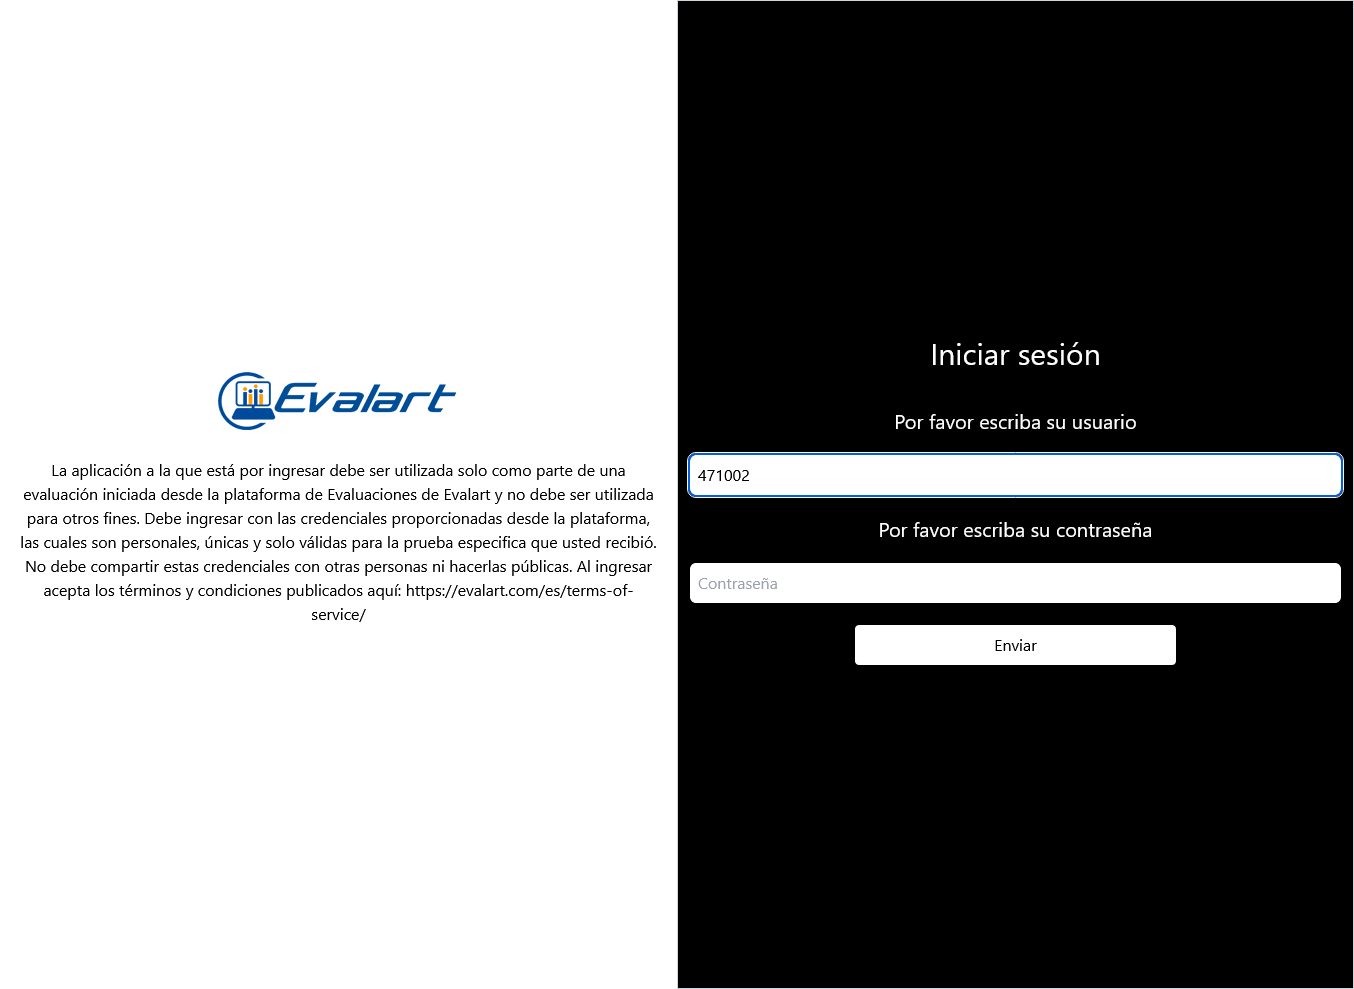 Evalart
La aplicación a la que está por ingresar debe ser utilizada solo como parte de una
evaluación iniciada desde la plataforma de Evaluaciones de Evalart y no debe ser utilizada
para otros fines. Debe ingresar con las credenciales proporcionadas desde la plataforma,
las cuales son personales, únicas y solo válidas para la prueba especifica que usted recibió.
No debe compartir estas credenciales con otras personas ni hacerlas públicas. Al ingresar
acepta los términos y condiciones publicados aquí: https://evalart.com/es/terms-of-
service/
Iniciar sesión
Por favor escriba su usuario
471002
Por favor escriba su contraseña
Contraseña
Enviar